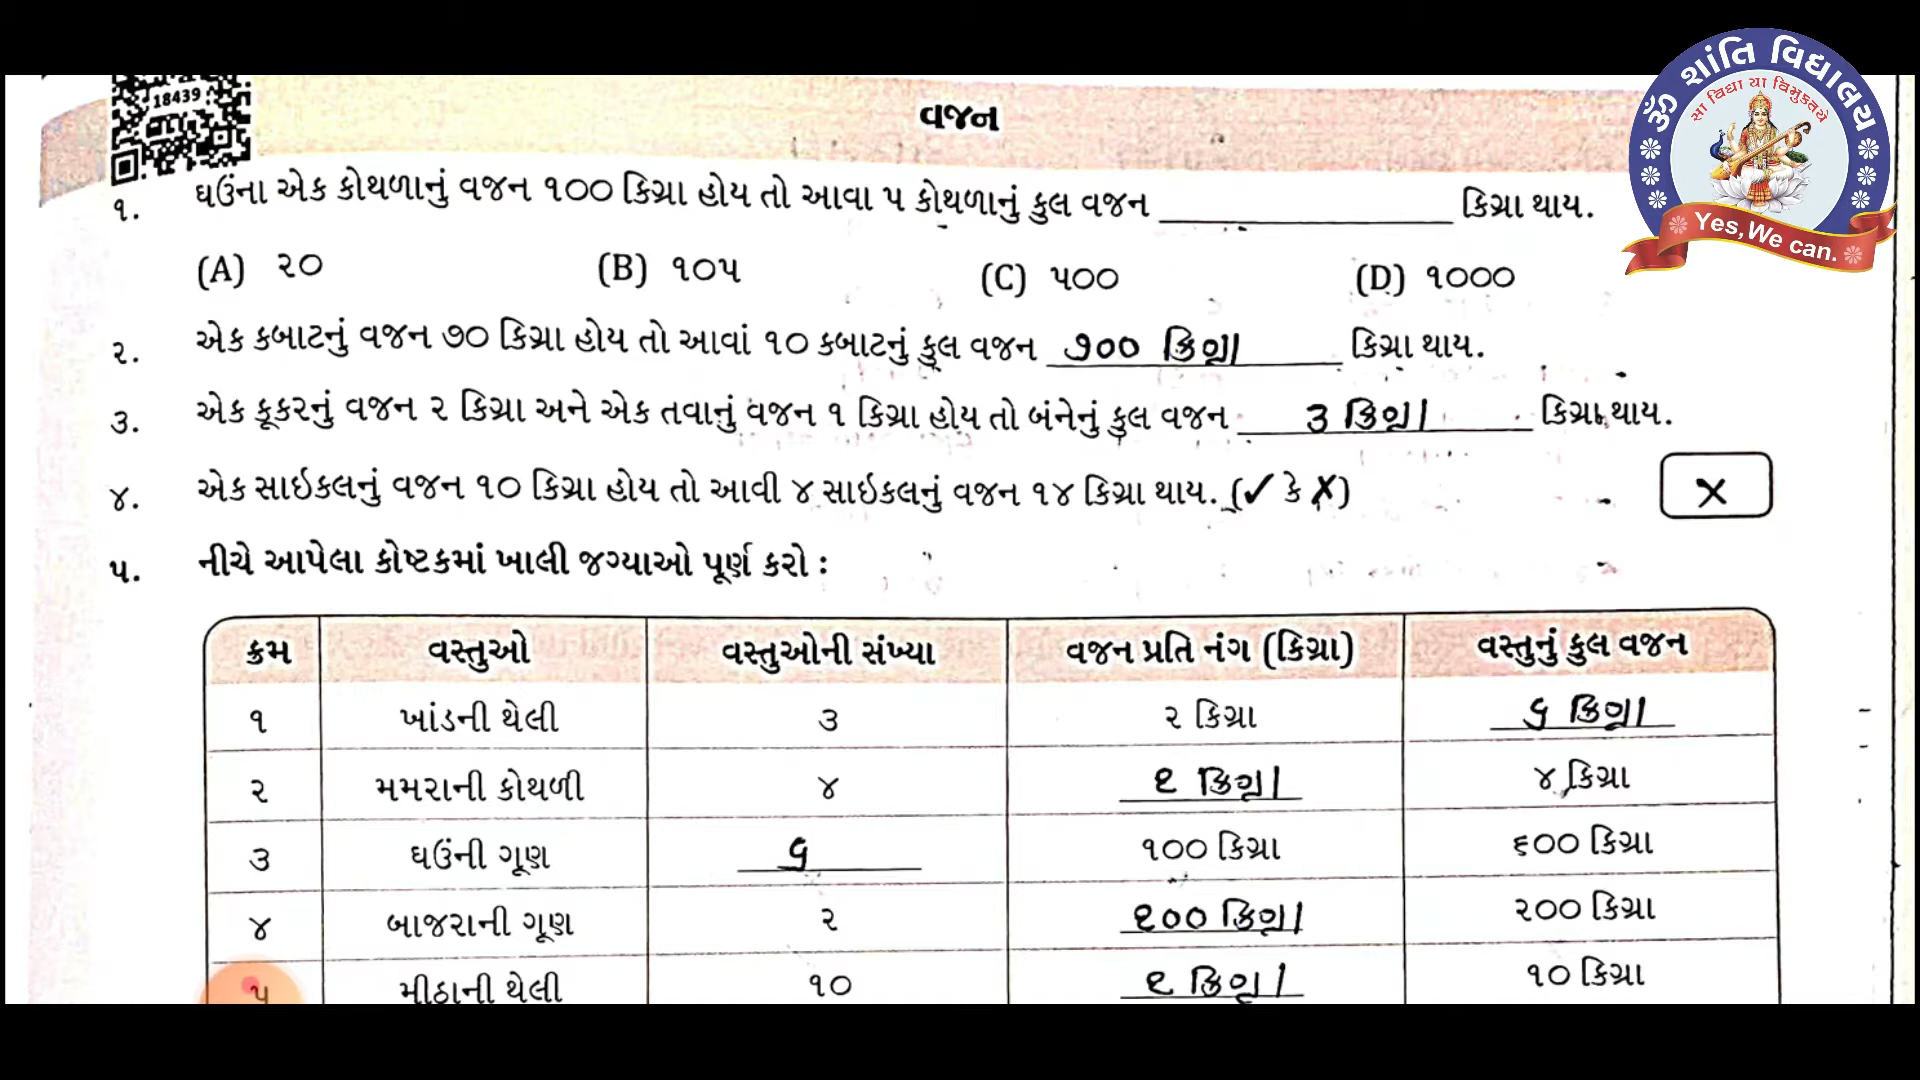 18439
વજન
ૐ શાંતિ વિદ્યાલય
સા વિદ્યા યા વિમુક્તયે
Yes, We can.
૧. ઘઉંના એક કોથળાનું વજન ૧૦૦ કિગ્રા હોય તો આવા ૫ કોથળાનું કુલ વજન ____________ કિગ્રા થાય.
(A) ૨૦ (B) ૧૦૫ (C) ૫૦૦ (D) ૧૦૦૦
૨. એક કબાટનું વજન ૭૦ કિગ્રા હોય તો આવાં ૧૦ કબાટનું કુલ વજન ૭૦૦ કિગ્રા કિગ્રા થાય.
૩. એક કૂકરનું વજન ૨ કિગ્રા અને એક તવાનું વજન ૧ કિગ્રા હોય તો બંનેનું કુલ વજન ૩ કિગ્રા કિગ્રા થાય.
૪. એક સાઇકલનું વજન ૧૦ કિગ્રા હોય તો આવી ૪ સાઇકલનું વજન ૧૪ કિગ્રા થાય. (✓ કે ✗) ✗
૫. નીચે આપેલા કોષ્ટકમાં ખાલી જગ્યાઓ પૂર્ણ કરો :
ક્રમ વસ્તુઓ વસ્તુઓની સંખ્યા વજન પ્રતિ નંગ (કિગ્રા) વસ્તુનું કુલ વજન
૧ ખાંડની થેલી ૩ ૨ કિગ્રા ૬ કિગ્રા
૨ મમરાની કોથળી ૪ ૧ કિગ્રા ૪ કિગ્રા
૩ ઘઉંની ગૂણ ૬ ૧૦૦ કિગ્રા ૬૦૦ કિગ્રા
૪ બાજરાની ગૂણ ૨ ૧૦૦ કિગ્રા ૨૦૦ કિગ્રા
૫ મીઠાની થેલી ૧૦ ૧ કિગ્રા ૧૦ કિગ્રા